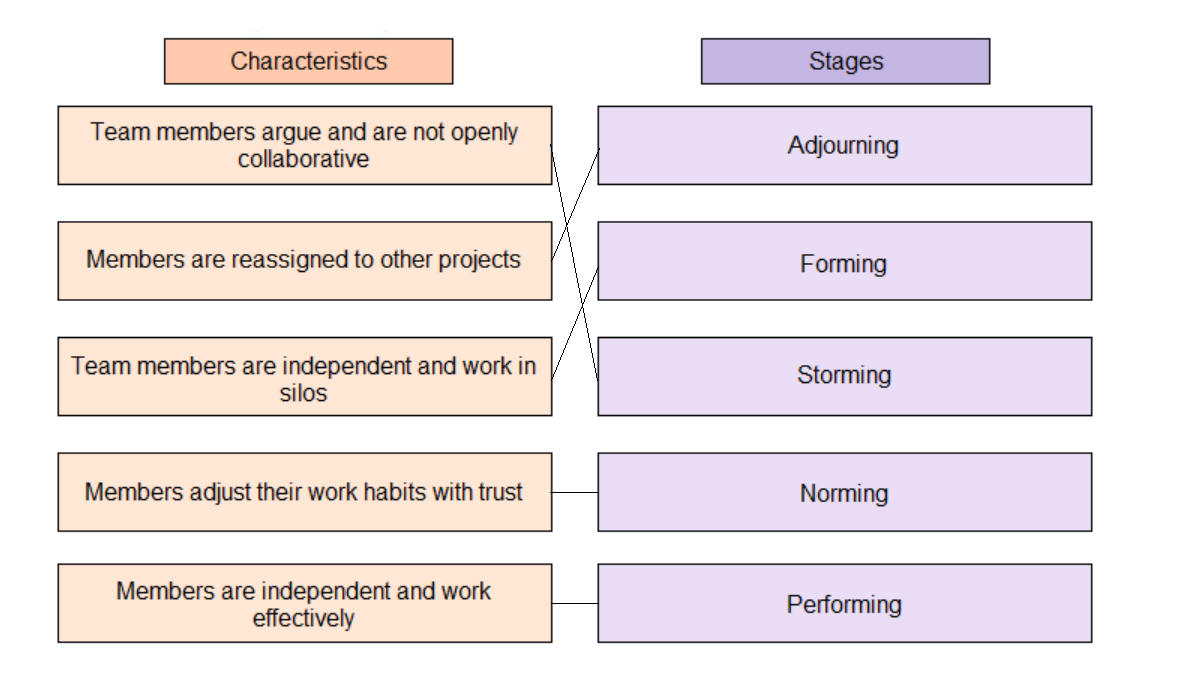 Characteristics
Stages
Team members argue and are not openly
collaborative
Adjourning
Members are reassigned to other projects
Forming
Team members are independent and work in
silos
Storming
Members adjust their work habits with trust
Norming
Members are independent and work
effectively
Performing